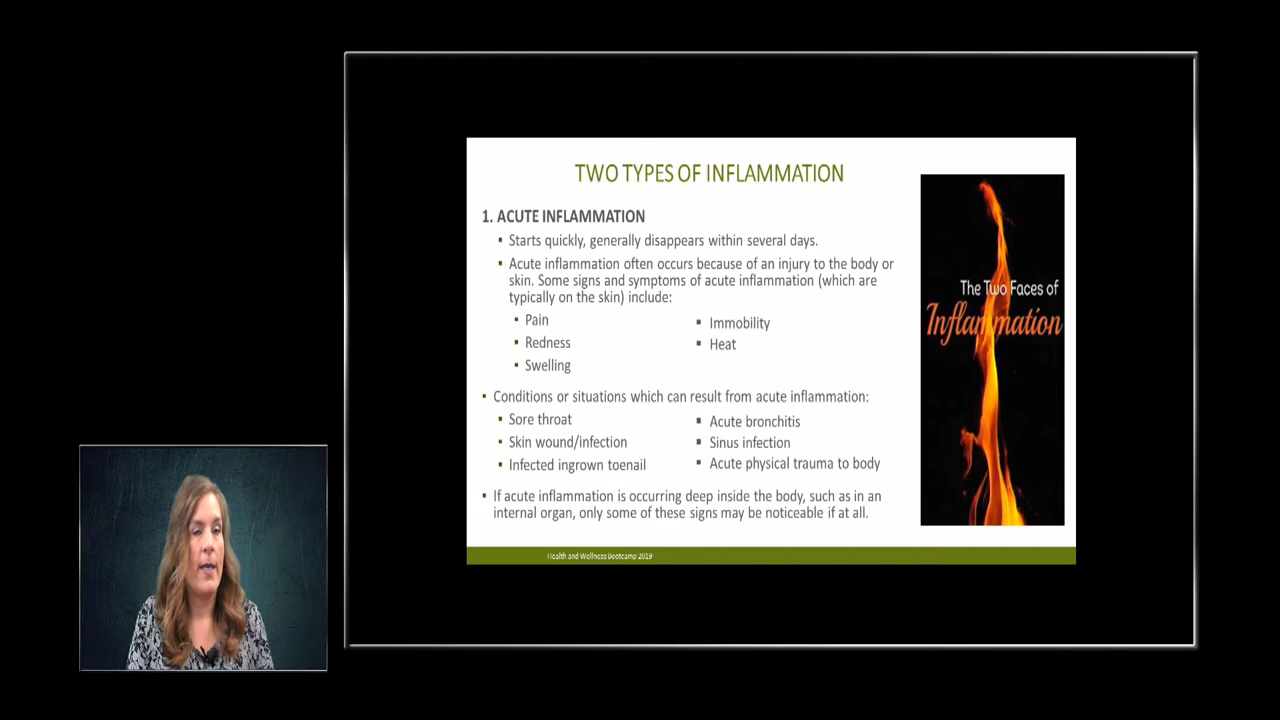 TWO TYPES OF INFLAMMATION
1. ACUTE INFLAMMATION
▪ Starts quickly, generally disappears within several days.
▪ Acute inflammation often occurs because of an injury to the body or
skin. Some signs and symptoms of acute inflammation (which are
typically on the skin) include:
▪ Pain
▪ Redness
▪ Swelling
▪ Immobility
▪ Heat
▪ Conditions or situations which can result from acute inflammation:
▪ Sore throat
▪ Skin wound/infection
▪ Infected ingrown toenail
▪ Acute bronchitis
▪ Sinus infection
▪ Acute physical trauma to body
▪ If acute inflammation is occurring deep inside the body, such as in an
internal organ, only some of these signs may be noticeable if at all.
The Two Faces of
Inflammation
Health and Wellness Bootcamp 2019